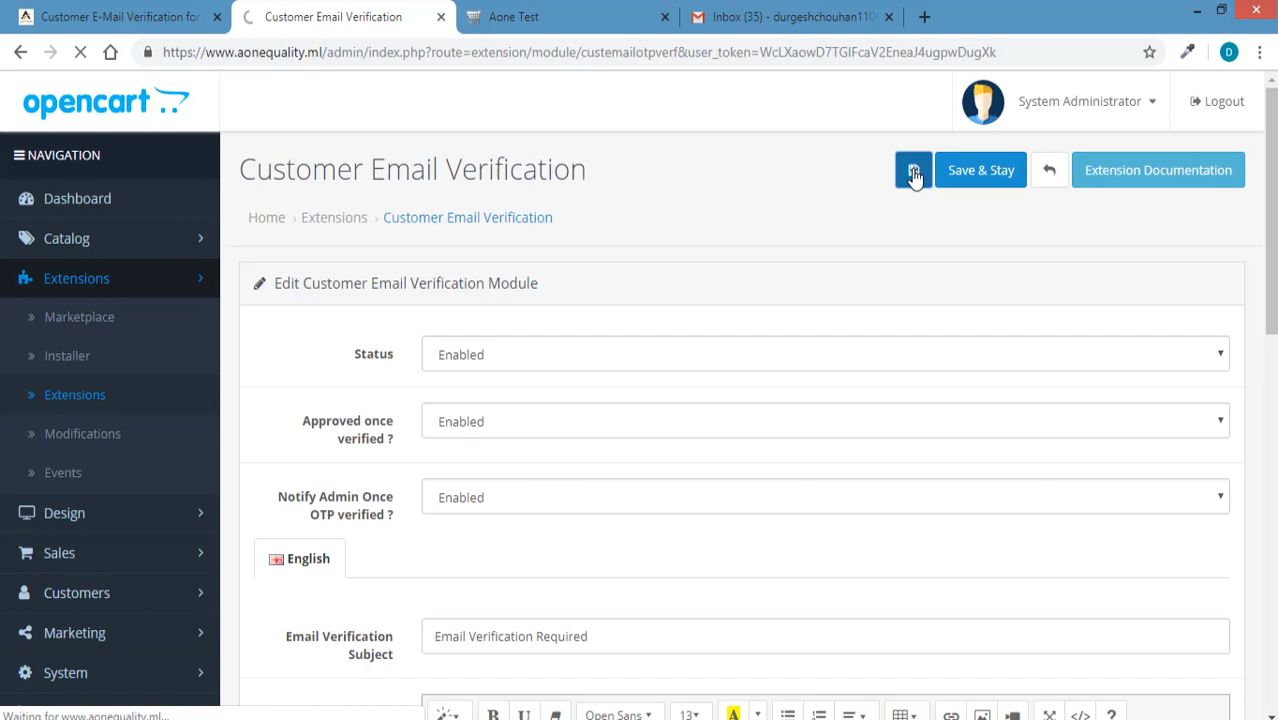 Customer E-Mail Verification for
Customer Email Verification
Aone Test
Inbox (35) - durgeshchouhan110
https://www.aonequality.ml/admin/index.php?route=extension/module/custemailotpverf&user_token=WcLXaowD7TGIFcaV2EneaJ4ugpwDugXk
D
opencart
System Administrator
Logout
NAVIGATION
Customer Email Verification
Save & Stay
Extension Documentation
Dashboard
Home › Extensions › Customer Email Verification
Catalog
Extensions
Edit Customer Email Verification Module
Marketplace
Status
Enabled
Installer
Extensions
Approved once
verified ?
Enabled
Modifications
Events
Notify Admin Once
OTP verified ?
Enabled
Design
Sales
English
Customers
Marketing
Email Verification
Subject
Email Verification Required
System
B U Open Sans 13 A ?
Waiting for www.aonequality.ml...